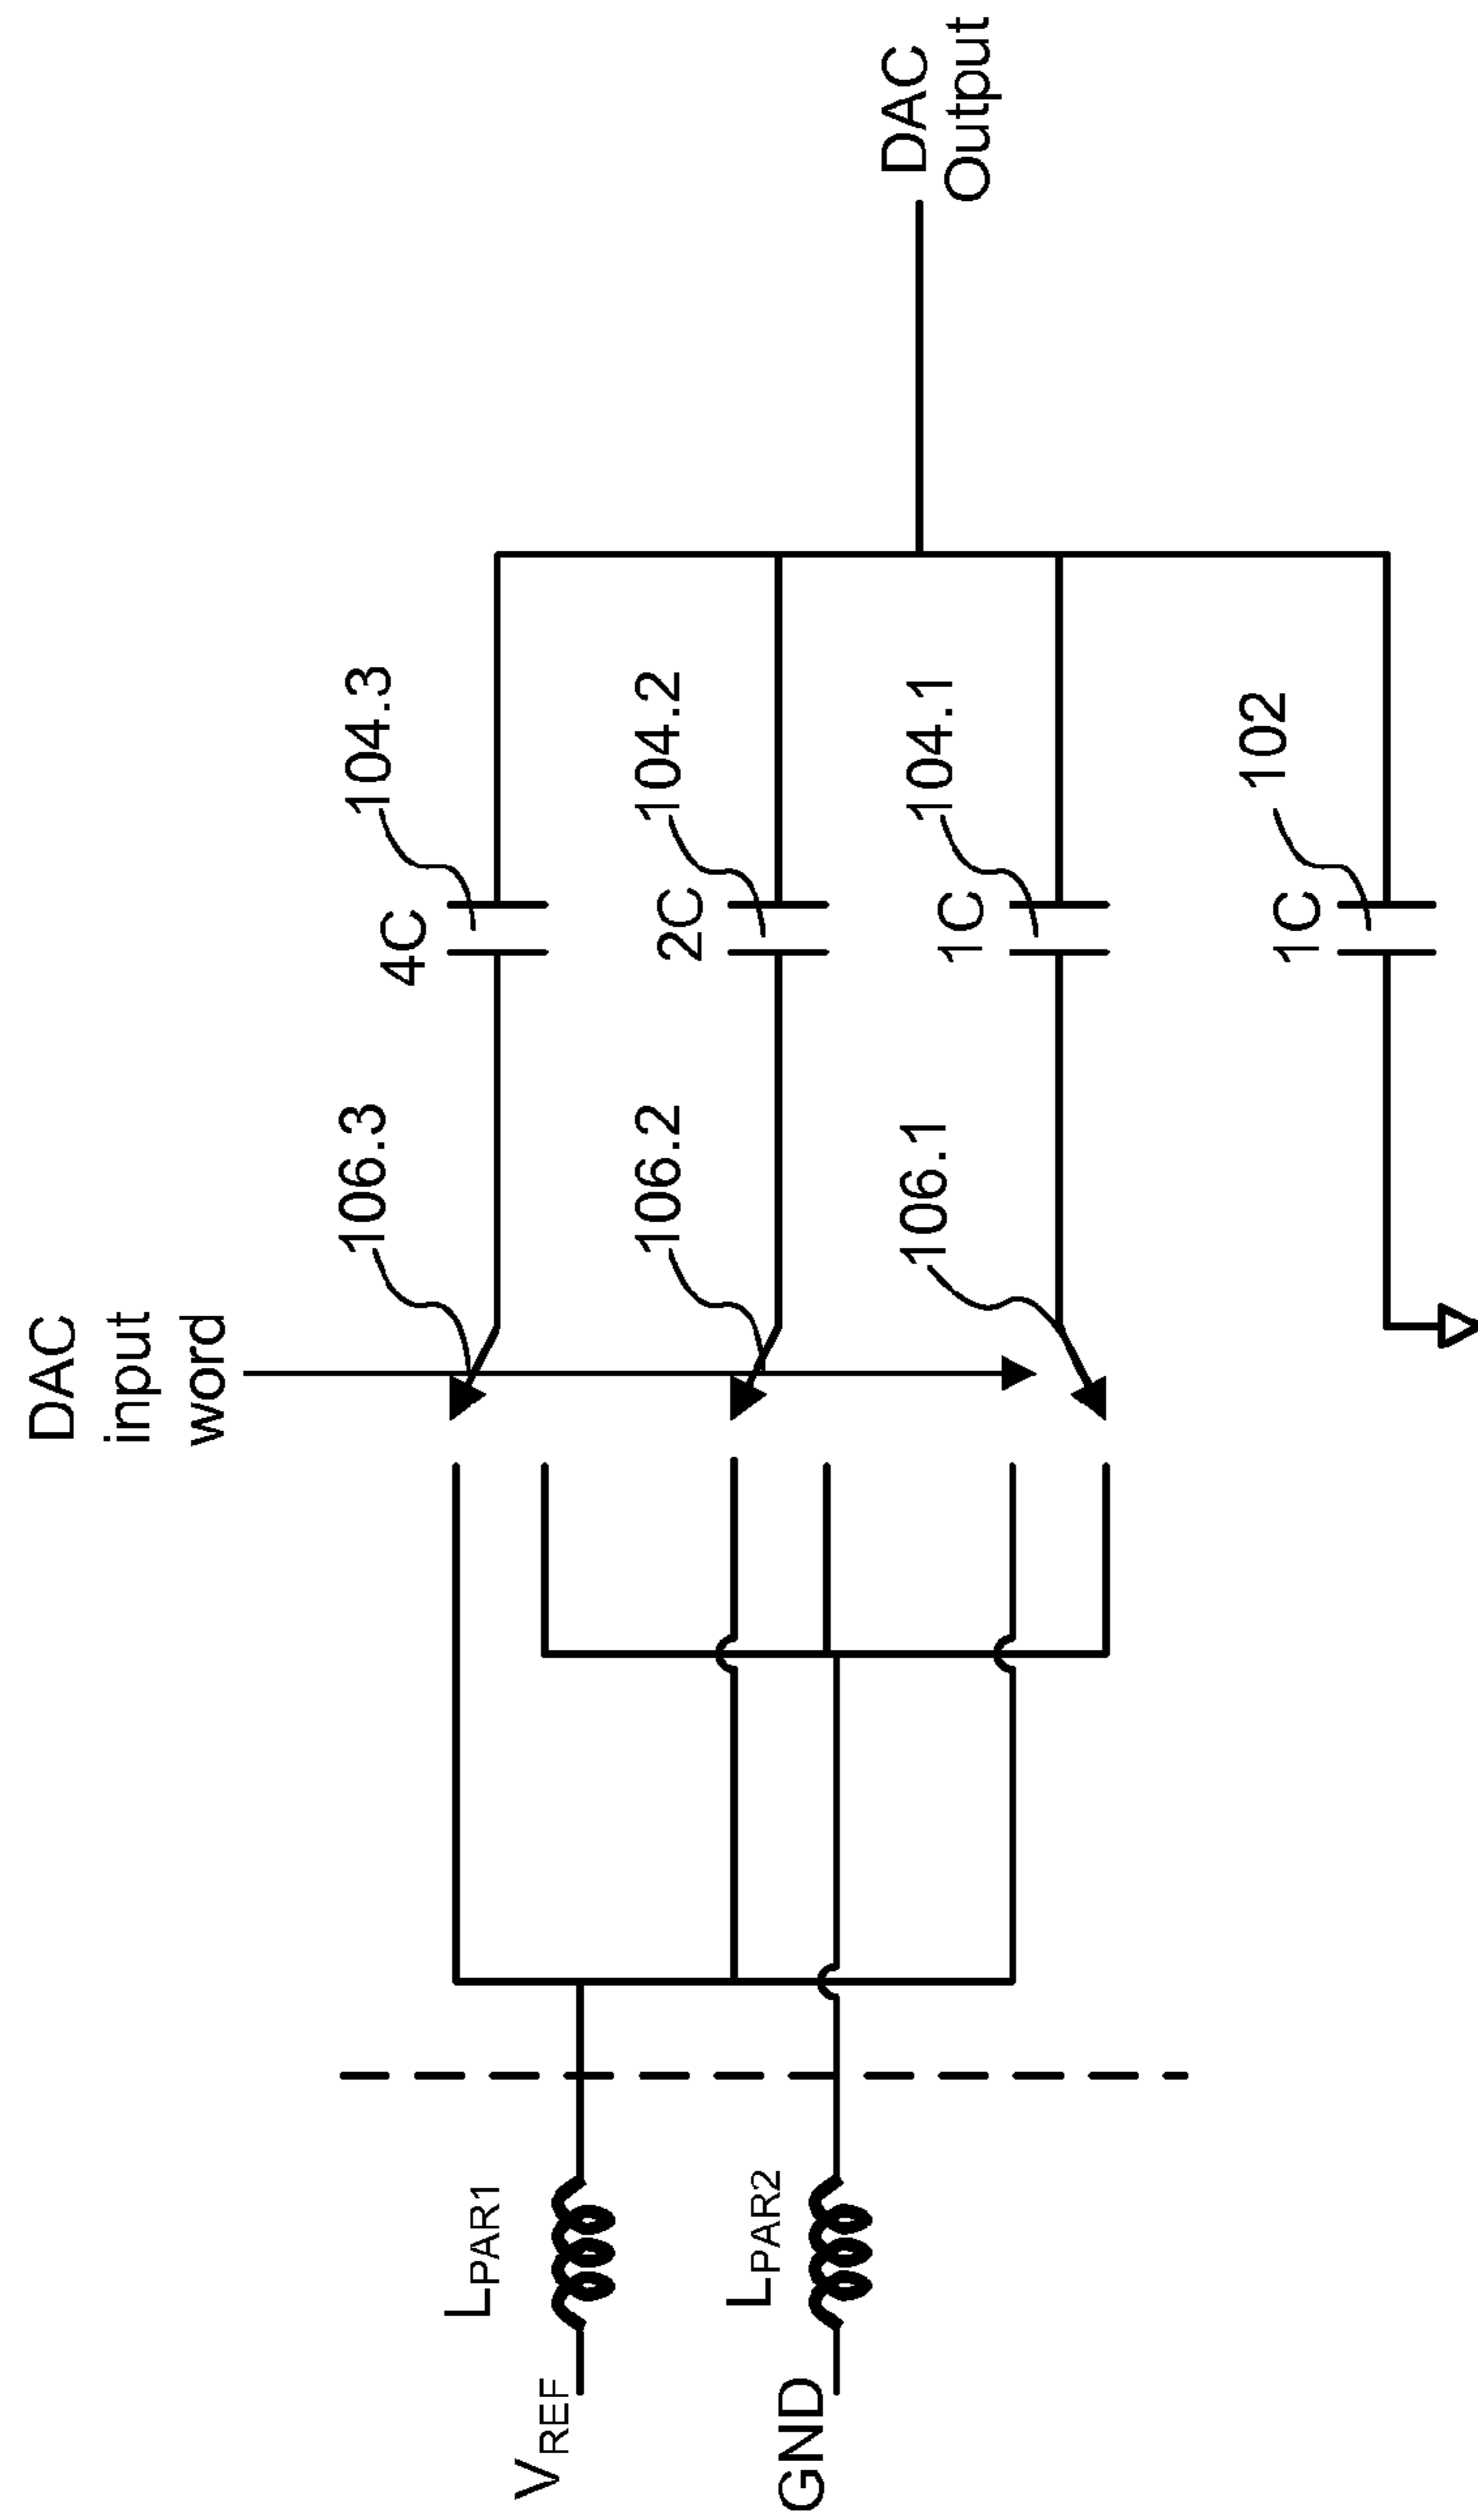 DAC
input
word
106.3
104.3
4C
106.2
104.2
2C
LPAR1
VREF
106.1
104.1
1C
DAC
Output
LPAR2
GND
102
1C